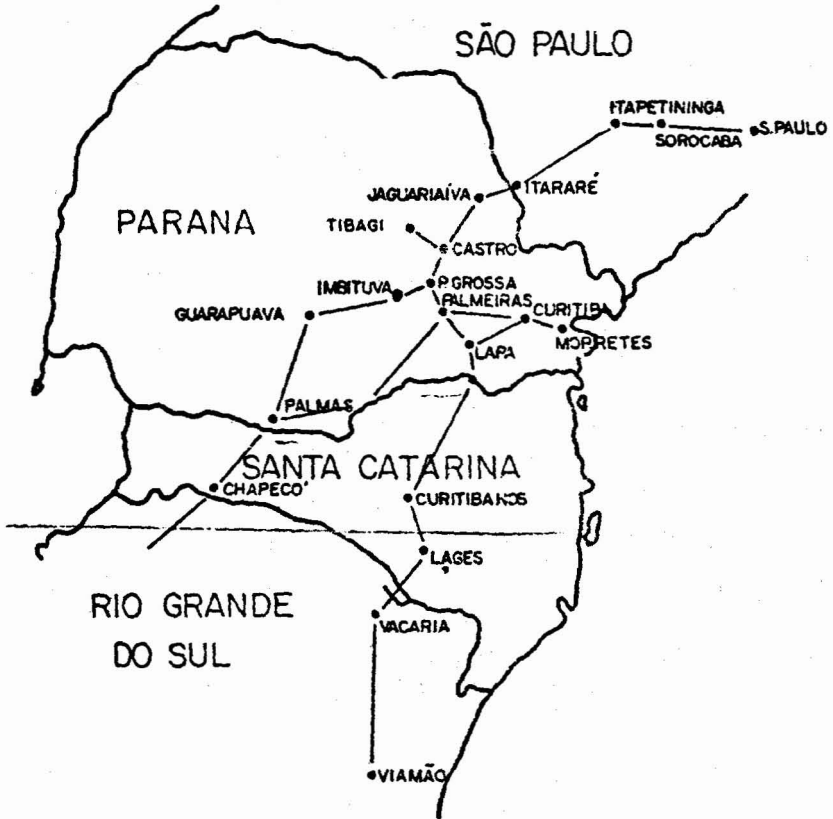 SÃO PAULO
ITAPETININGA
S.PAULO
SOROCABA
ITARARÉ
JAGUARIAÍVA
PARANA
TIBAGI
CASTRO
P.GROSSA
IMBITUVA
PALMEIRAS
GUARAPUAVA
CURITIBA
MORRETES
LAPA
PALMAS
SANTA CATARINA
CHAPECÓ
CURITIBANOS
LAGES
RIO GRANDE
DO SUL
VACARIA
VIAMÃO